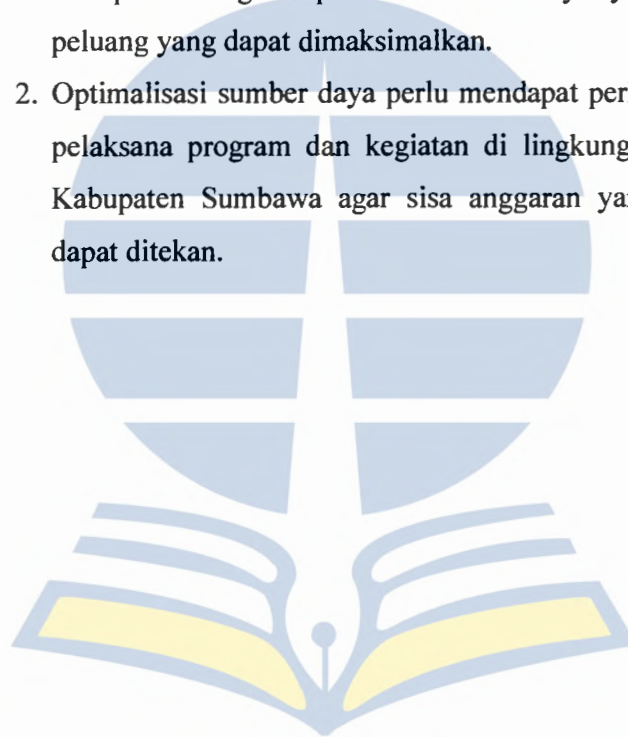 peluang yang dapat dimaksimalkan.
2. Optimalisasi sumber daya perlu mendapat
pelaksana program dan kegiatan di
Kabupaten Sumbawa agar sisa anggaran
dapat ditekan.